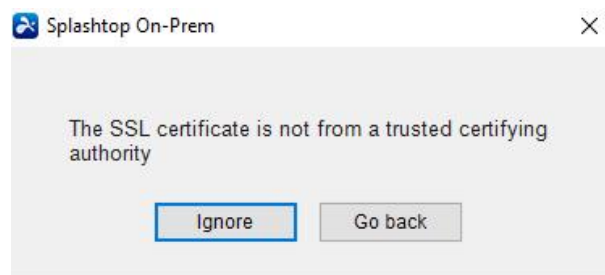 Splashtop On-Prem
The SSL certificate is not from a trusted certifying
authority
Ignore
Go back